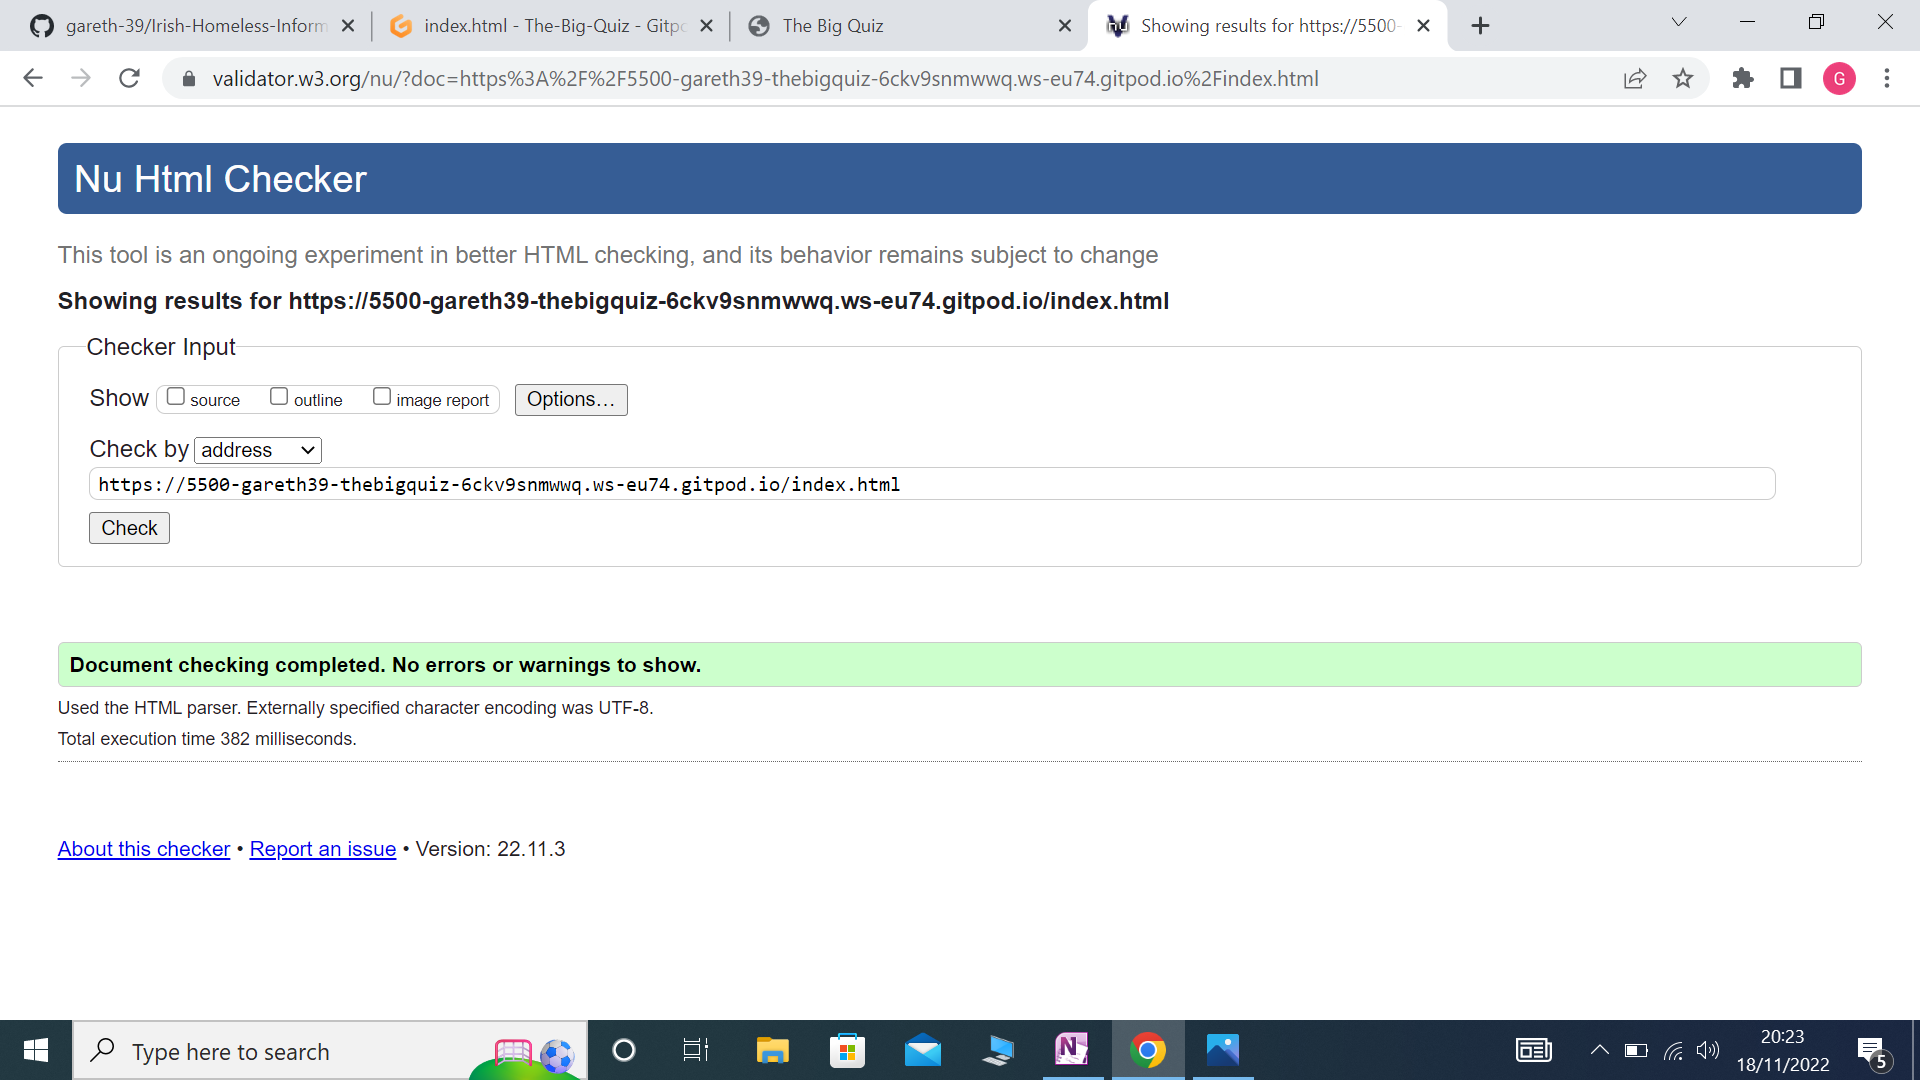 gareth-39/Irish-Homeless-Inform
index.html - The-Big-Quiz - Gitpo
The Big Quiz
Showing results for https://5500-
validator.w3.org/nu/?doc=https%3A%2F%2F5500-gareth39-thebigquiz-6ckv9snmwwq.ws-eu74.gitpod.io%2Findex.html
G
Nu Html Checker
This tool is an ongoing experiment in better HTML checking, and its behavior remains subject to change
Showing results for https://5500-gareth39-thebigquiz-6ckv9snmwwq.ws-eu74.gitpod.io/index.html
Checker Input
Show source outline image report Options…
Check by address
https://5500-gareth39-thebigquiz-6ckv9snmwwq.ws-eu74.gitpod.io/index.html
Check
Document checking completed. No errors or warnings to show.
Used the HTML parser. Externally specified character encoding was UTF-8.
Total execution time 382 milliseconds.
About this checker • Report an issue • Version: 22.11.3
Type here to search
N
20:23
18/11/2022
5